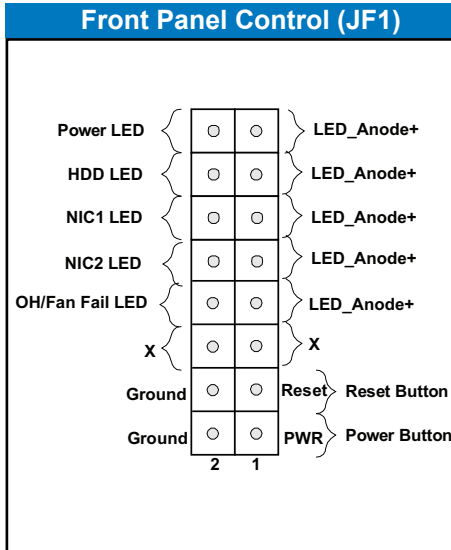 Front Panel Control (JF1)
Power LED LED_Anode+
HDD LED LED_Anode+
NIC1 LED LED_Anode+
NIC2 LED LED_Anode+
OH/Fan Fail LED LED_Anode+
X X
Ground Reset Reset Button
Ground PWR Power Button
2 1